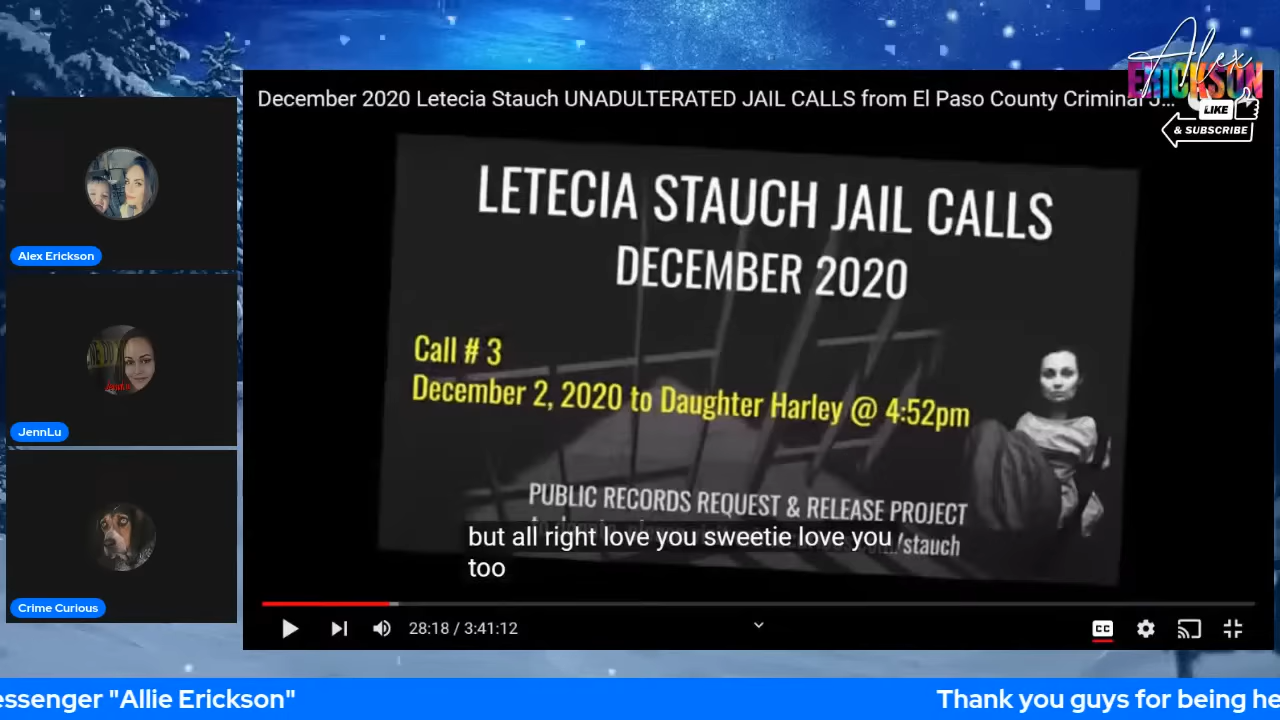 Alex
ERICKSON
LIKE
& SUBSCRIBE
December 2020 Letecia Stauch UNADULTERATED JAIL CALLS from El Paso County Criminal J...
LETECIA STAUCH JAIL CALLS
DECEMBER 2020
Call # 3
December 2, 2020 to Daughter Harley @ 4:52pm
PUBLIC RECORDS REQUEST & RELEASE PROJECT
/stauch
but all right love you sweetie love you
too
28:18 / 3:41:12
CC
Alex Erickson
JennLu
Crime Curious
essenger "Allie Erickson"
Thank you guys for being he